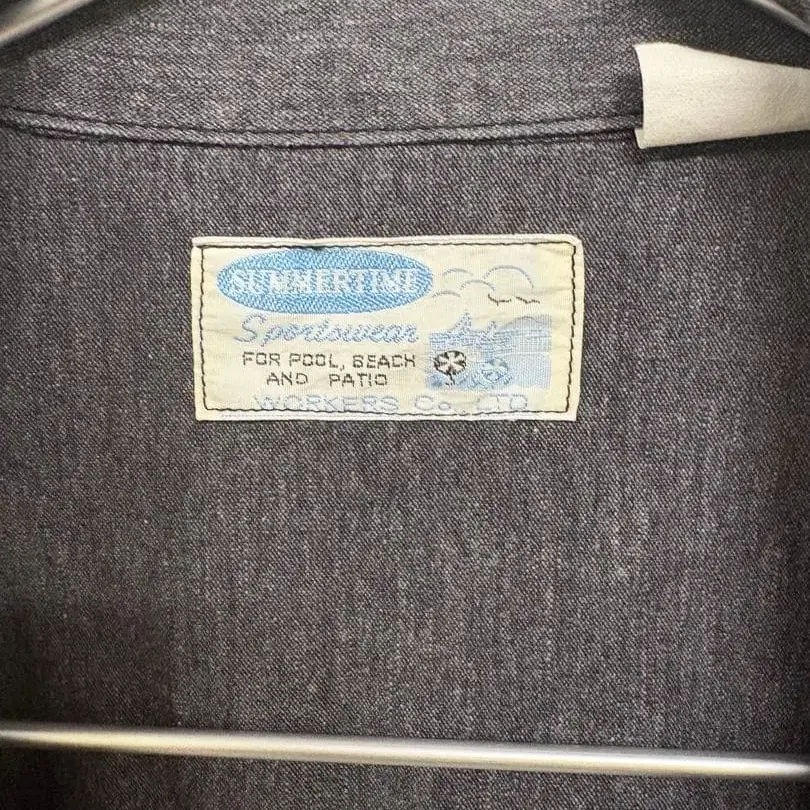 SUMMERTIME
Sportswear
FOR POOL, BEACH
AND PATIO
WORKERS Co., LTD